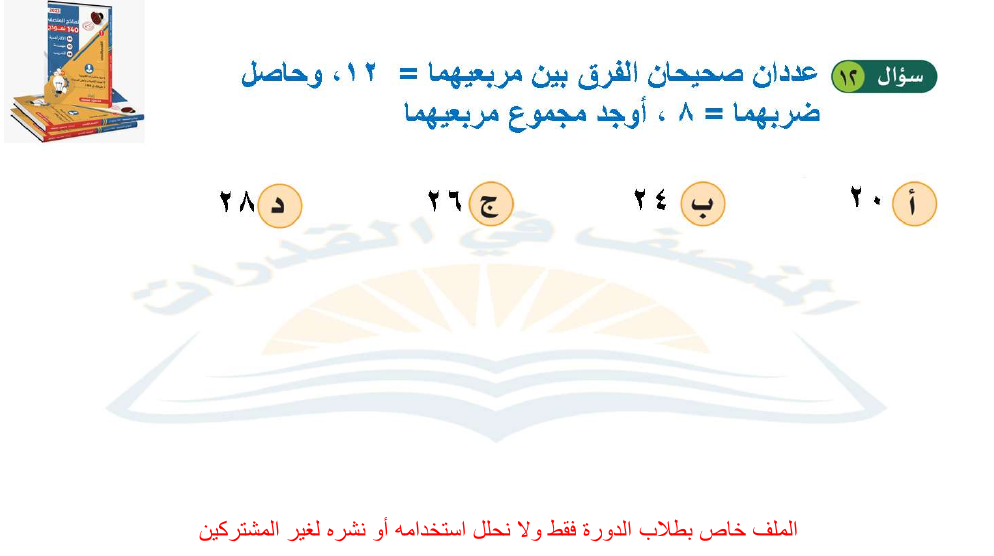 سؤال ١٢ عددان صحيحان الفرق بين مربعيهما = ١٢، وحاصل
ضربهما = ٨ ، أوجد مجموع مربعيهما
أ ٢٠ ب ٢٤ ج ٢٦ د ٢٨
المنصف في القدرات
الملف خاص بطلاب الدورة فقط ولا نحلل استخدامه أو نشره لغير المشتركين